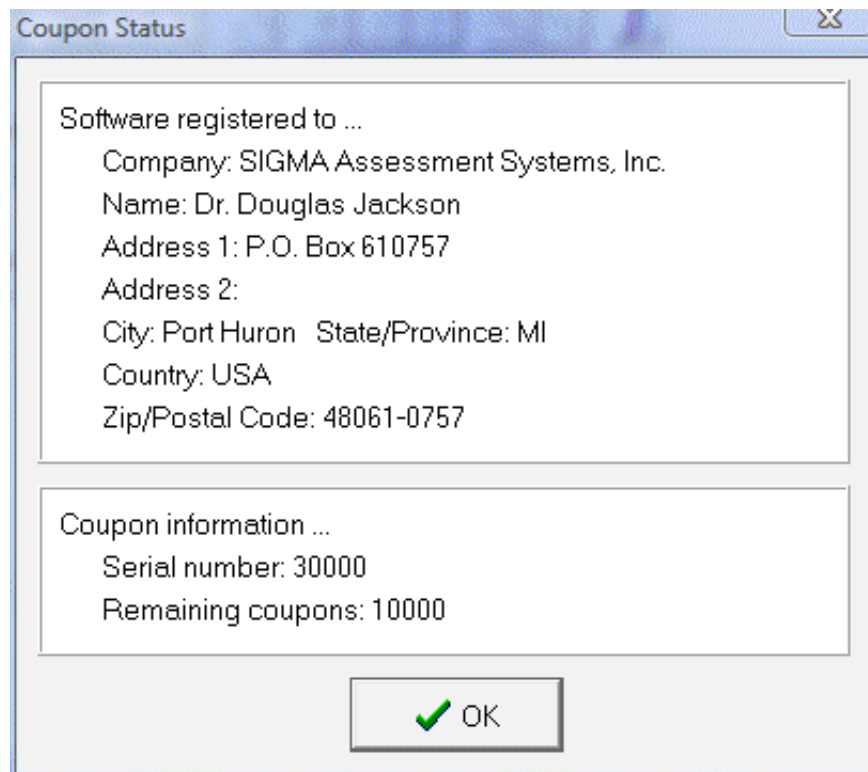 Coupon Status
Software registered to ...
Company: SIGMA Assessment Systems, Inc.
Name: Dr. Douglas Jackson
Address 1: P.O. Box 610757
Address 2:
City: Port Huron   State/Province: MI
Country: USA
Zip/Postal Code: 48061-0757
Coupon information ...
Serial number: 30000
Remaining coupons: 10000
OK